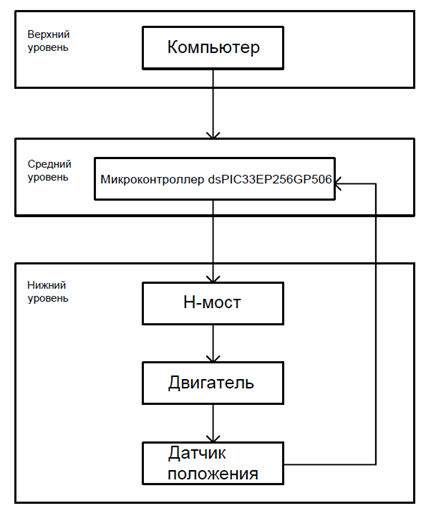 Верхний
уровень
Компьютер
Средний
уровень
Микроконтроллер dsPIC33EP256GP506
Нижний
уровень
Н-мост
Двигатель
Датчик
положения